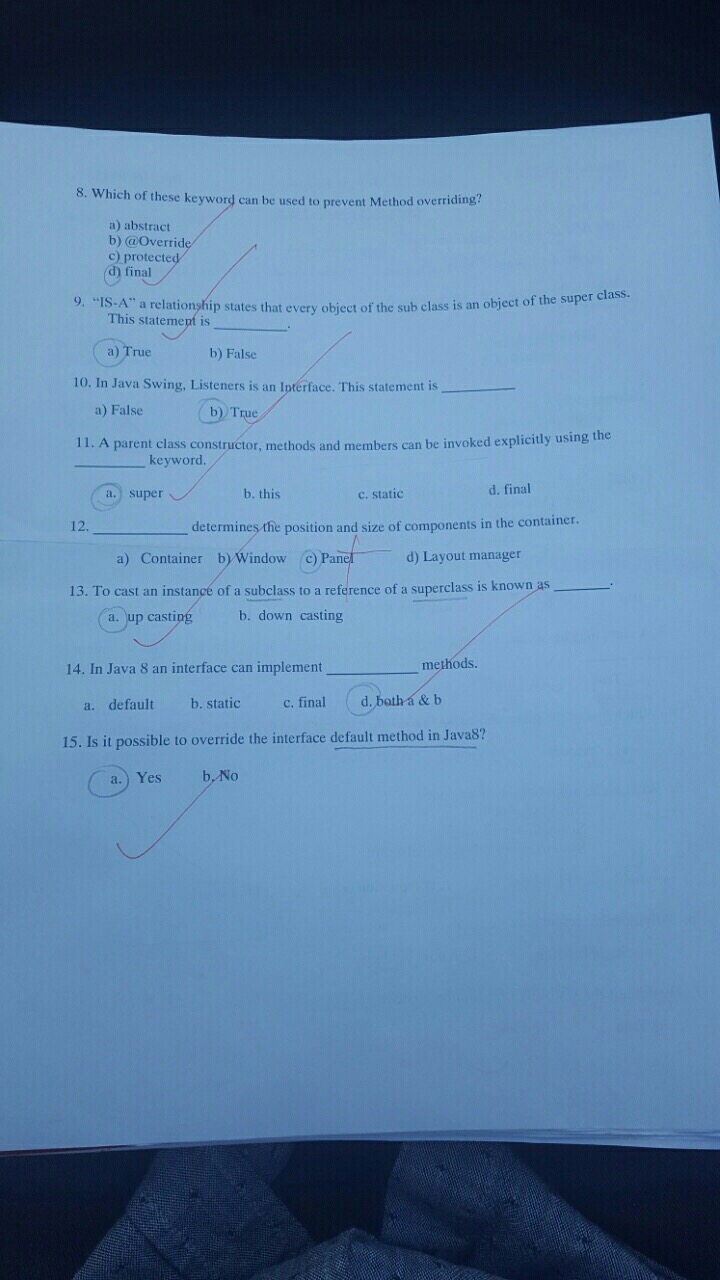 8. Which of these keyword can be used to prevent Method overriding?
a) abstract
b) @Override
c) protected
d) final
9. “IS-A” a relationship states that every object of the sub class is an object of the super class.
This statement is __________.
a) True b) False
10. In Java Swing, Listeners is an Interface. This statement is __________
a) False b) True
11. A parent class constructor, methods and members can be invoked explicitly using the
__________ keyword.
a. super b. this c. static d. final
12. __________ determines the position and size of components in the container.
a) Container b) Window c) Panel d) Layout manager
13. To cast an instance of a subclass to a reference of a superclass is known as ________.
a. up casting b. down casting
14. In Java 8 an interface can implement __________ methods.
a. default b. static c. final d. both a & b
15. Is it possible to override the interface default method in Java8?
a. Yes b. No